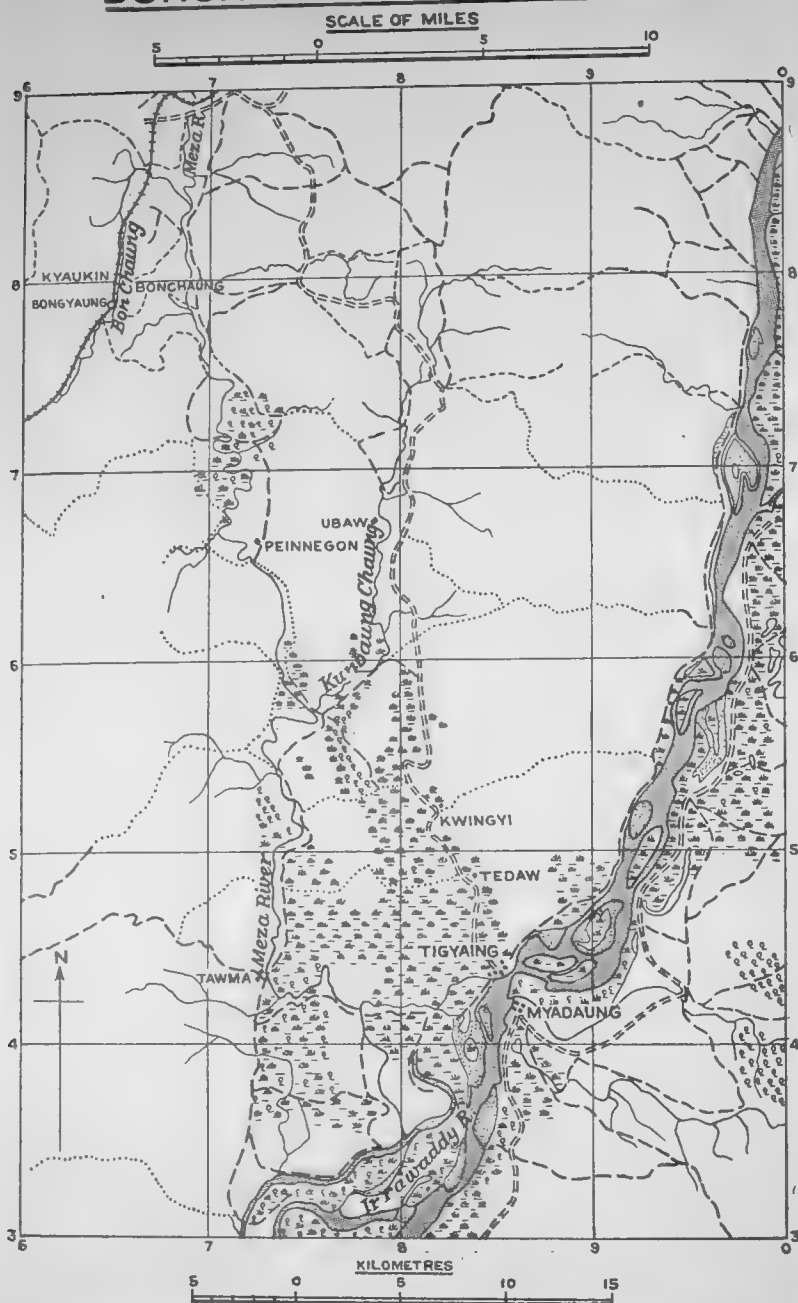 SCALE OF MILES
5 0 5 10
6 7 8 9 0
9 9
Meza R.
Bon Chaung
8 8
KYAUKIN
BONCHAUNG
BONGYAUNG
7 7
UBAW
PEINNEGON
Kunbaung Chaung
6 6
KWINGYI
5 5
TEDAW
Meza River
TIGYAING
N
TAWMA
MYADAUNG
4 4
Irrawaddy R.
3 3
6 7 8 9 0
KILOMETRES
5 0 5 10 15